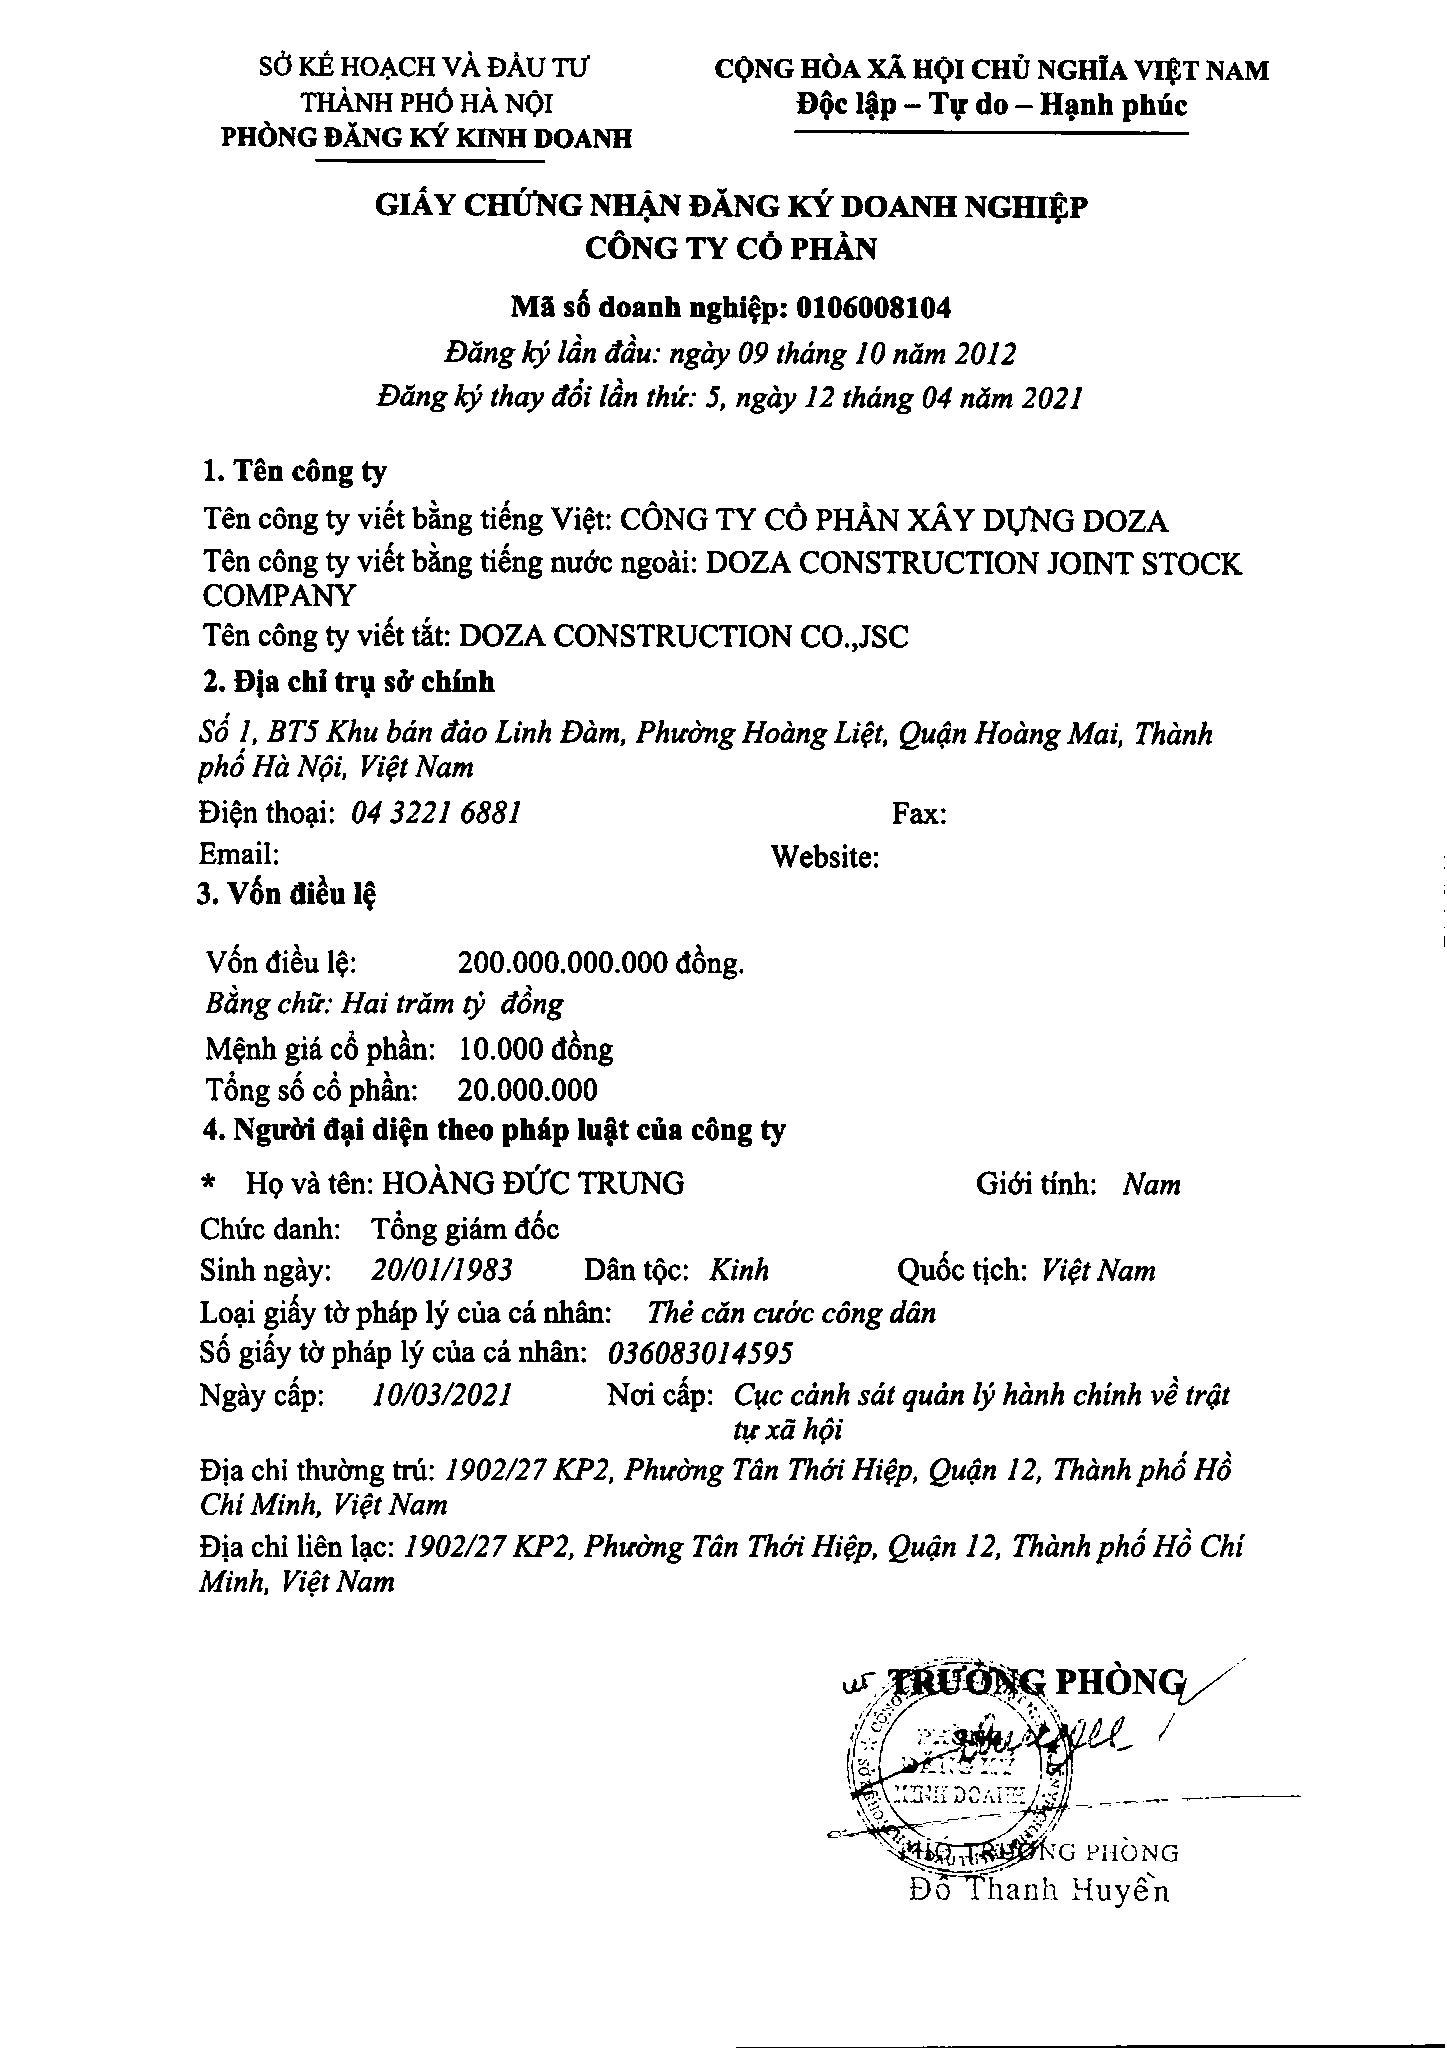 SỞ KẾ HOẠCH VÀ ĐẦU TƯ
THÀNH PHỐ HÀ NỘI
PHÒNG ĐĂNG KÝ KINH DOANH
CỘNG HÒA XÃ HỘI CHỦ NGHĨA VIỆT NAM
Độc lập – Tự do – Hạnh phúc
GIẤY CHỨNG NHẬN ĐĂNG KÝ DOANH NGHIỆP
CÔNG TY CỔ PHẦN
Mã số doanh nghiệp: 0106008104
Đăng ký lần đầu: ngày 09 tháng 10 năm 2012
Đăng ký thay đổi lần thứ: 5, ngày 12 tháng 04 năm 2021
1. Tên công ty
Tên công ty viết bằng tiếng Việt: CÔNG TY CỔ PHẦN XÂY DỰNG DOZA
Tên công ty viết bằng tiếng nước ngoài: DOZA CONSTRUCTION JOINT STOCK
COMPANY
Tên công ty viết tắt: DOZA CONSTRUCTION CO.,JSC
2. Địa chỉ trụ sở chính
Số 1, BT5 Khu bán đảo Linh Đàm, Phường Hoàng Liệt, Quận Hoàng Mai, Thành
phố Hà Nội, Việt Nam
Điện thoại: 04 3221 6881 Fax:
Email: Website:
3. Vốn điều lệ
Vốn điều lệ: 200.000.000.000 đồng.
Bằng chữ: Hai trăm tỷ đồng
Mệnh giá cổ phần: 10.000 đồng
Tổng số cổ phần: 20.000.000
4. Người đại diện theo pháp luật của công ty
* Họ và tên: HOÀNG ĐỨC TRUNG Giới tính: Nam
Chức danh: Tổng giám đốc
Sinh ngày: 20/01/1983 Dân tộc: Kinh Quốc tịch: Việt Nam
Loại giấy tờ pháp lý của cá nhân: Thẻ căn cước công dân
Số giấy tờ pháp lý của cá nhân: 036083014595
Ngày cấp: 10/03/2021 Nơi cấp: Cục cảnh sát quản lý hành chính về trật
tự xã hội
Địa chỉ thường trú: 1902/27 KP2, Phường Tân Thới Hiệp, Quận 12, Thành phố Hồ
Chí Minh, Việt Nam
Địa chỉ liên lạc: 1902/27 KP2, Phường Tân Thới Hiệp, Quận 12, Thành phố Hồ Chí
Minh, Việt Nam
TRƯỞNG PHÒNG
PHÒNG
ĐĂNG KÝ
KINH DOANH
PHÓ TRƯỞNG PHÒNG
Đỗ Thanh Huyền